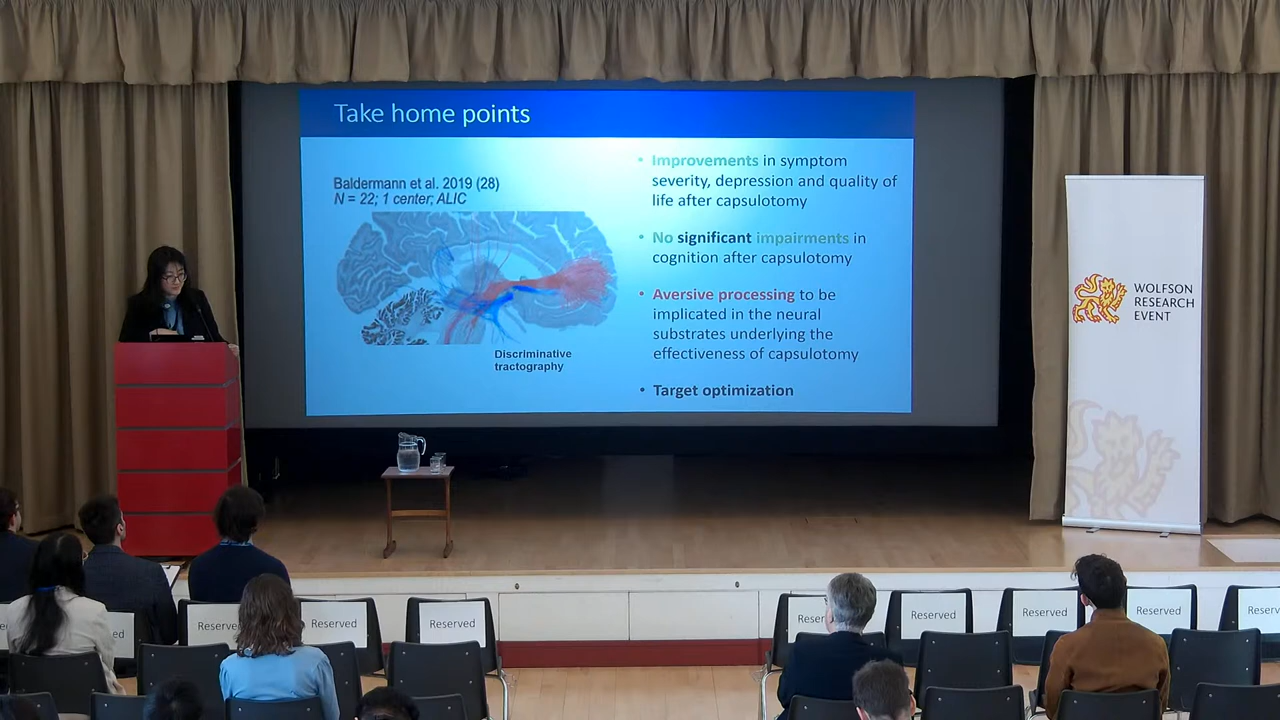 Take home points
Baldermann et al. 2019 (28)
N = 22; 1 center; ALIC
Discriminative
tractography
• Improvements in symptom
severity, depression and quality of
life after capsulotomy
• No significant impairments in
cognition after capsulotomy
• Aversive processing to be
implicated in the neural
substrates underlying the
effectiveness of capsulotomy
• Target optimization
WOLFSON
RESEARCH
EVENT
Reserved
Reserved
Reserved
Reserved
Reserved
Reserved